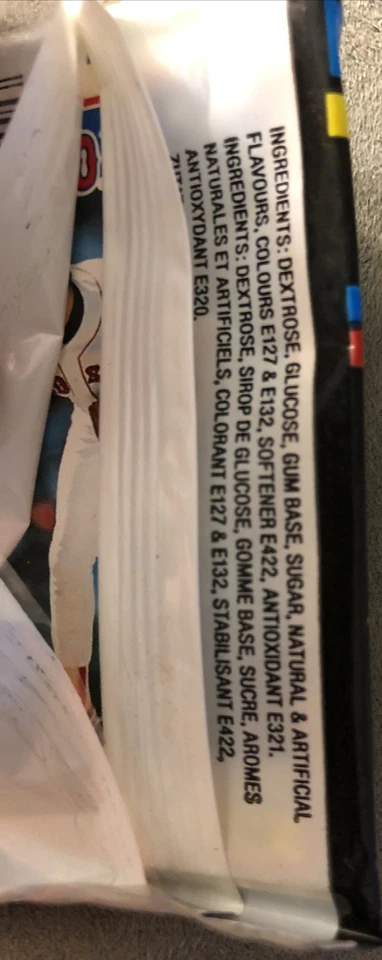 INGREDIENTS: DEXTROSE, GLUCOSE, GUM BASE, SUGAR, NATURAL & ARTIFICIAL
FLAVOURS, COLOURS E127 & E132, SOFTENER E422, ANTIOXIDANT E321.
INGREDIENTS: DEXTROSE, SIROP DE GLUCOSE, GOMME BASE, SUCRE, AROMES
NATURALES ET ARTIFICIELS, COLORANT E127 & E132, STABILISANT E422,
ANTIOXYDANT E320.